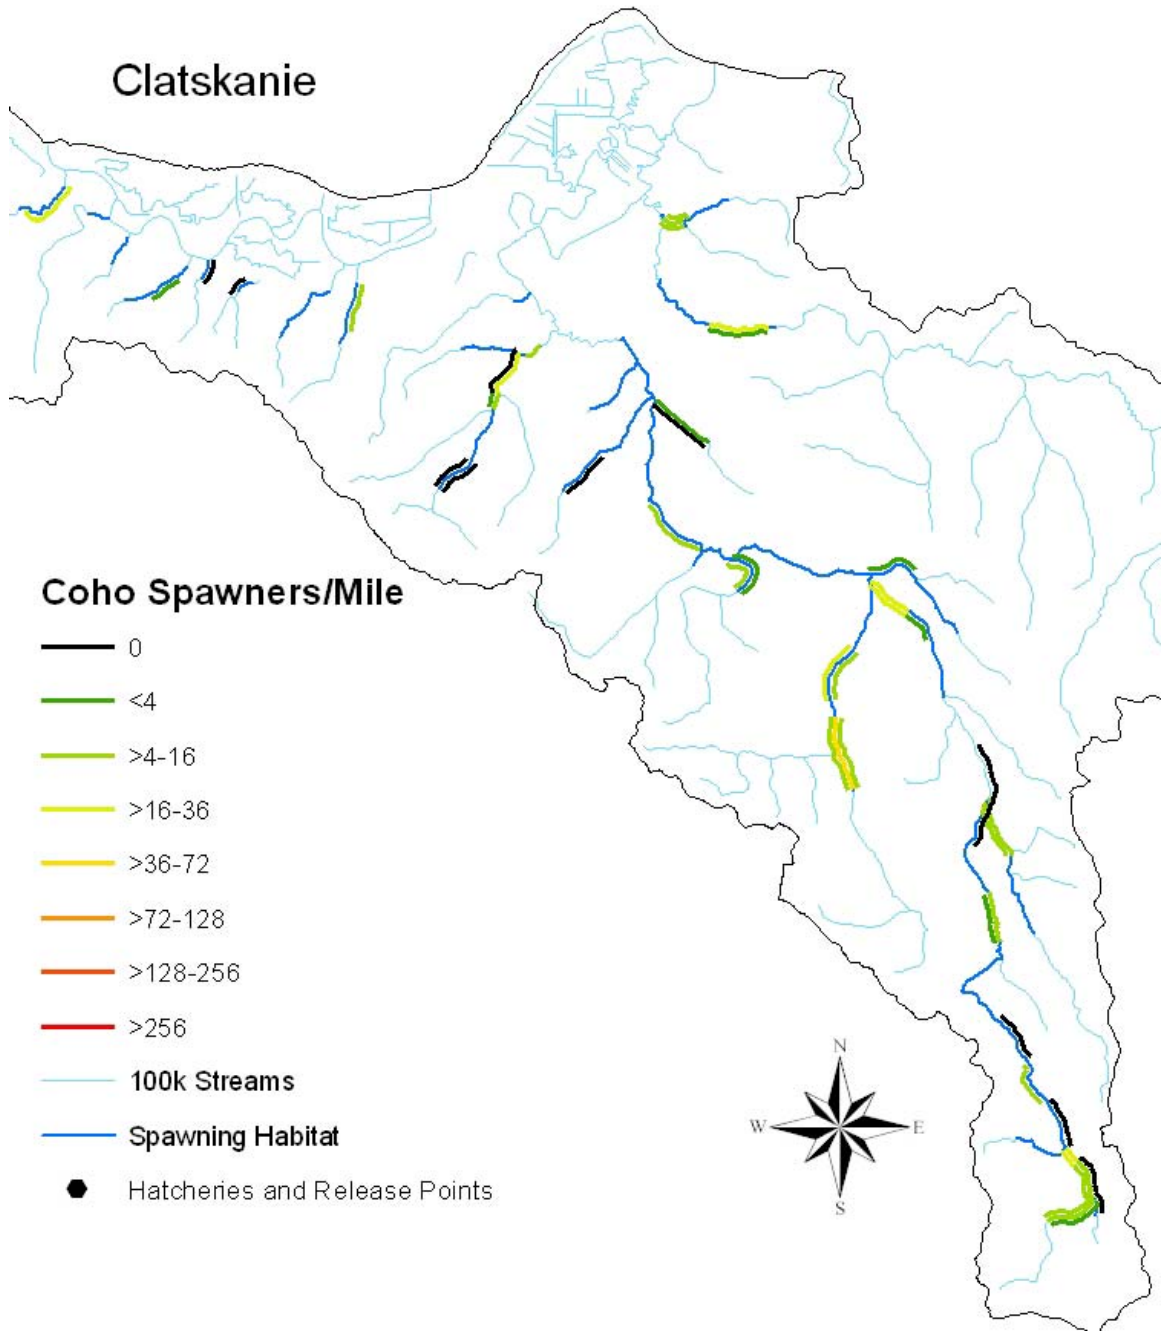 Clatskanie
Coho Spawners/Mile
0
<4
>4-16
>16-36
>36-72
>72-128
>128-256
>256
100k Streams
Spawning Habitat
Hatcheries and Release Points
N
W E
S